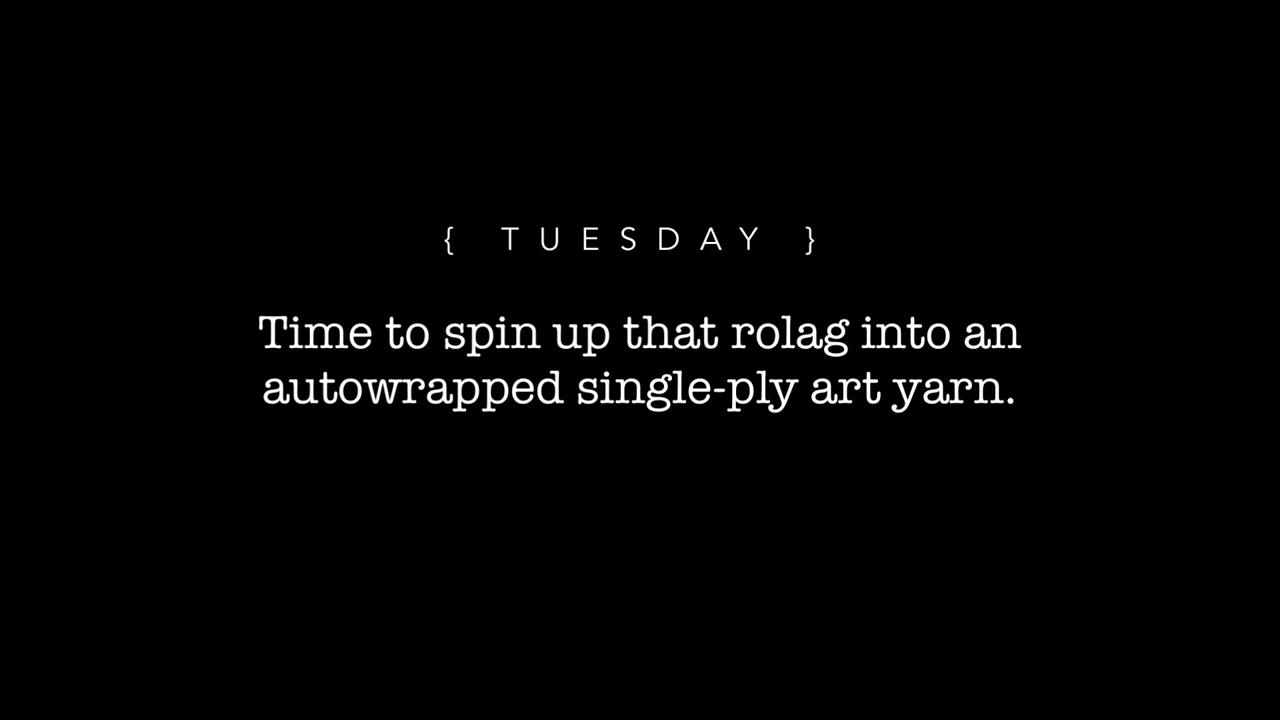 { TUESDAY }
Time to spin up that rolag into an
autowrapped single-ply art yarn.